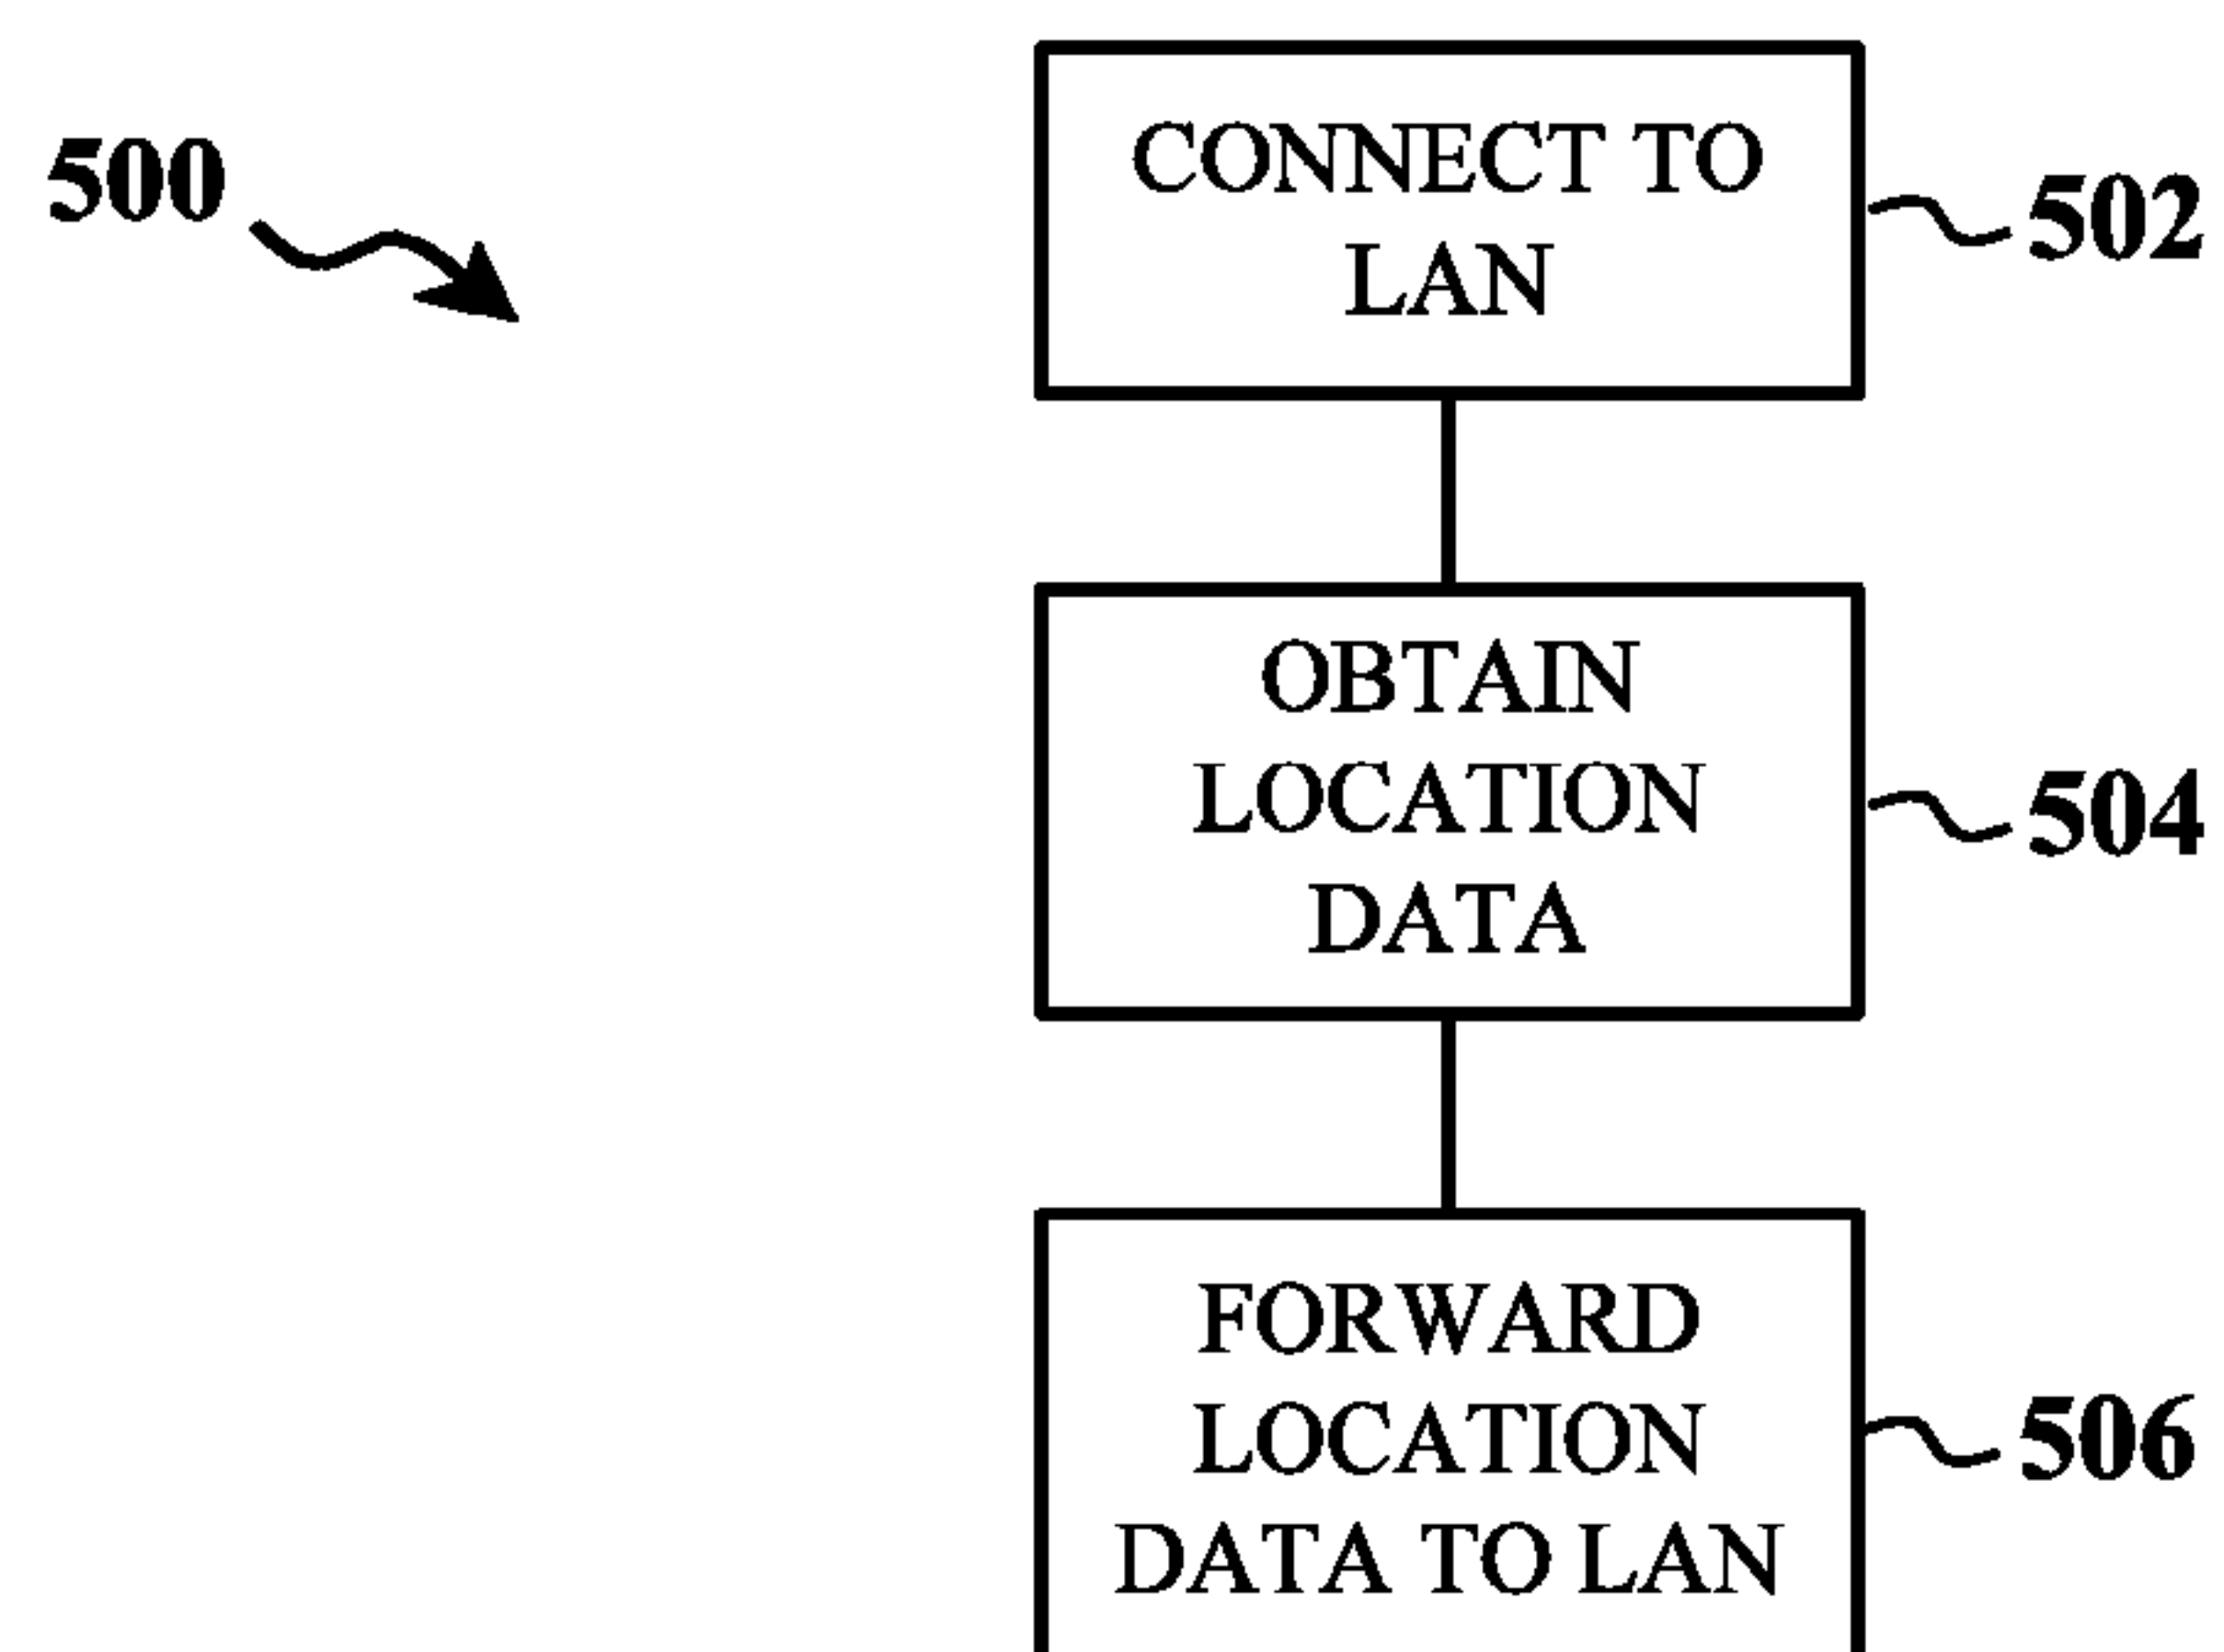 500
CONNECT TO
LAN
502
OBTAIN
LOCATION
DATA
504
FORWARD
LOCATION
DATA TO LAN
506